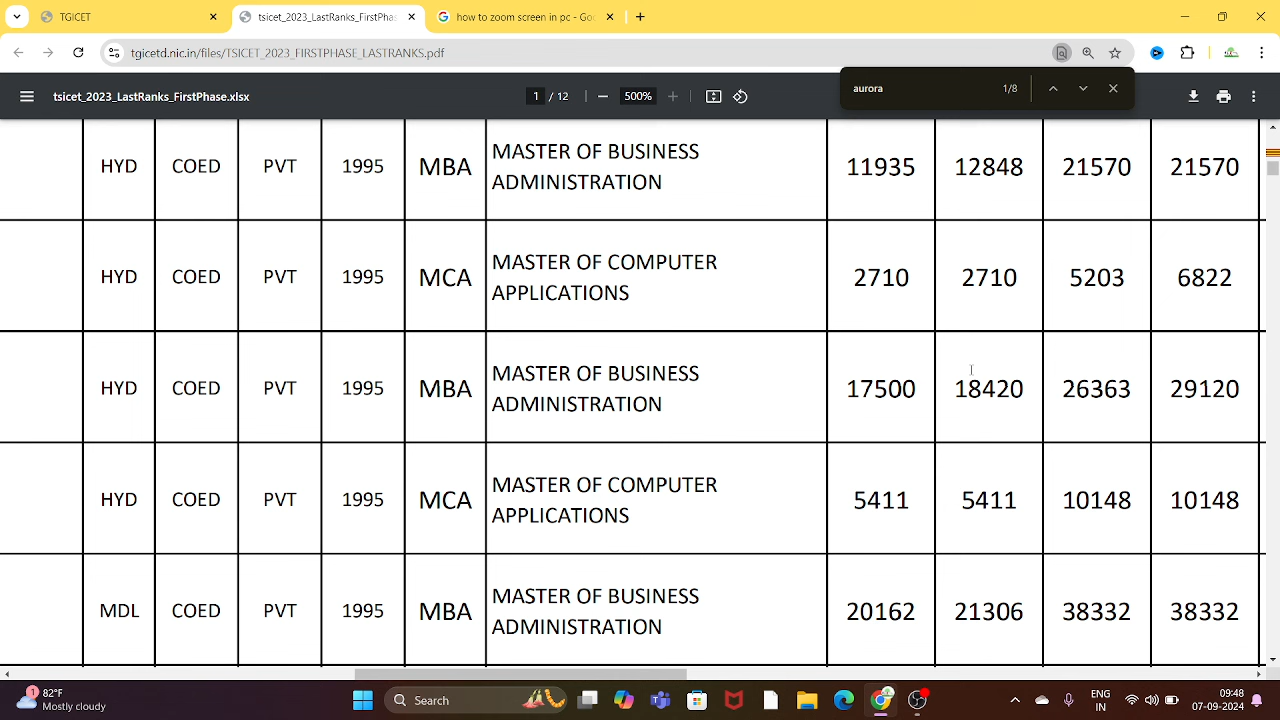 TGICET
tsicet_2023_LastRanks_FirstPhas
how to zoom screen in pc - Goo
tgicetd.nic.in/files/TSICET_2023_FIRSTPHASE_LASTRANKS.pdf
tsicet_2023_LastRanks_FirstPhase.xlsx
1 / 12
500%
aurora
1/8
HYD COED PVT 1995 MBA MASTER OF BUSINESS 11935 12848 21570 21570
ADMINISTRATION
HYD COED PVT 1995 MCA MASTER OF COMPUTER 2710 2710 5203 6822
APPLICATIONS
HYD COED PVT 1995 MBA MASTER OF BUSINESS 17500 18420 26363 29120
ADMINISTRATION
HYD COED PVT 1995 MCA MASTER OF COMPUTER 5411 5411 10148 10148
APPLICATIONS
MDL COED PVT 1995 MBA MASTER OF BUSINESS 20162 21306 38332 38332
ADMINISTRATION
1
82°F
Mostly cloudy
Search
ENG
IN
09:48
07-09-2024